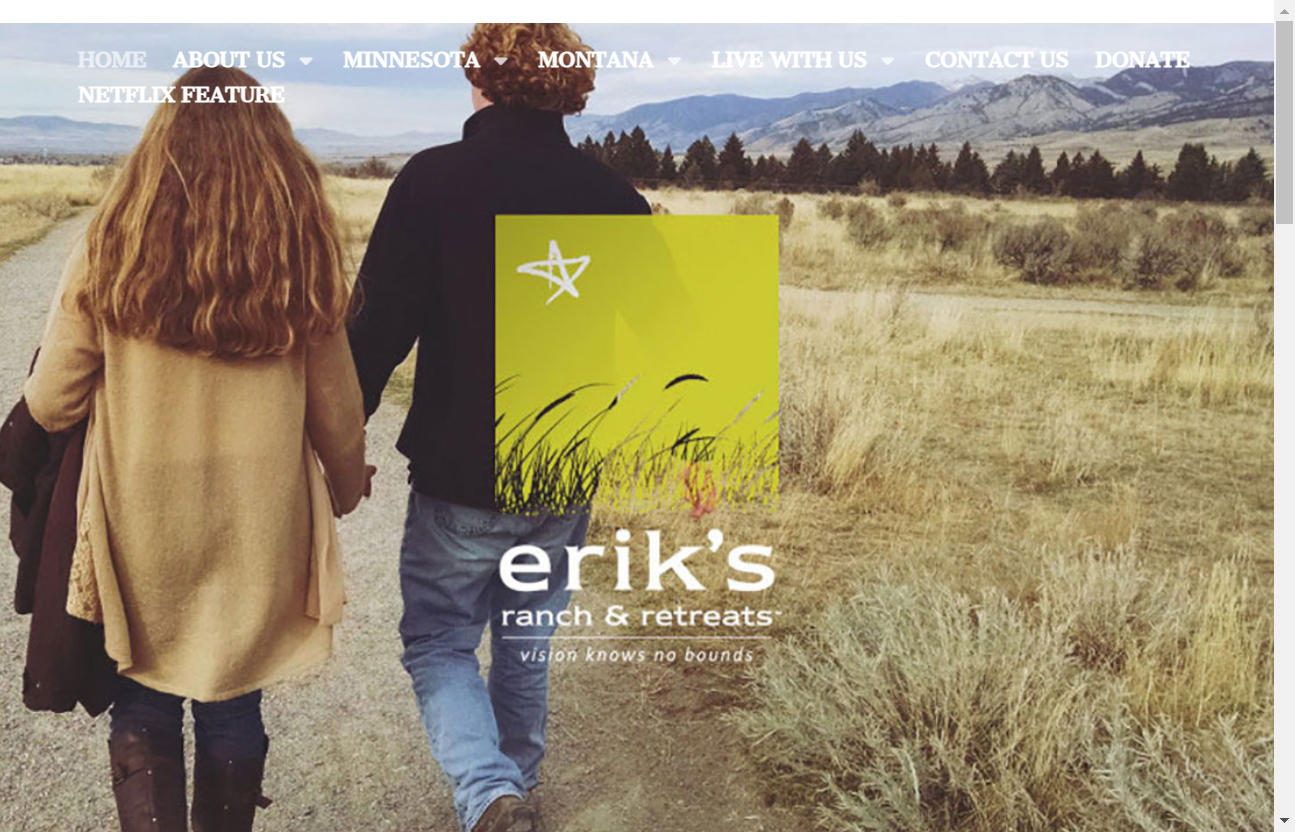 HOME ABOUT US MINNESOTA MONTANA LIVE WITH US CONTACT US DONATE
NETFLIX FEATURE
erik's
ranch & retreats
vision knows no bounds